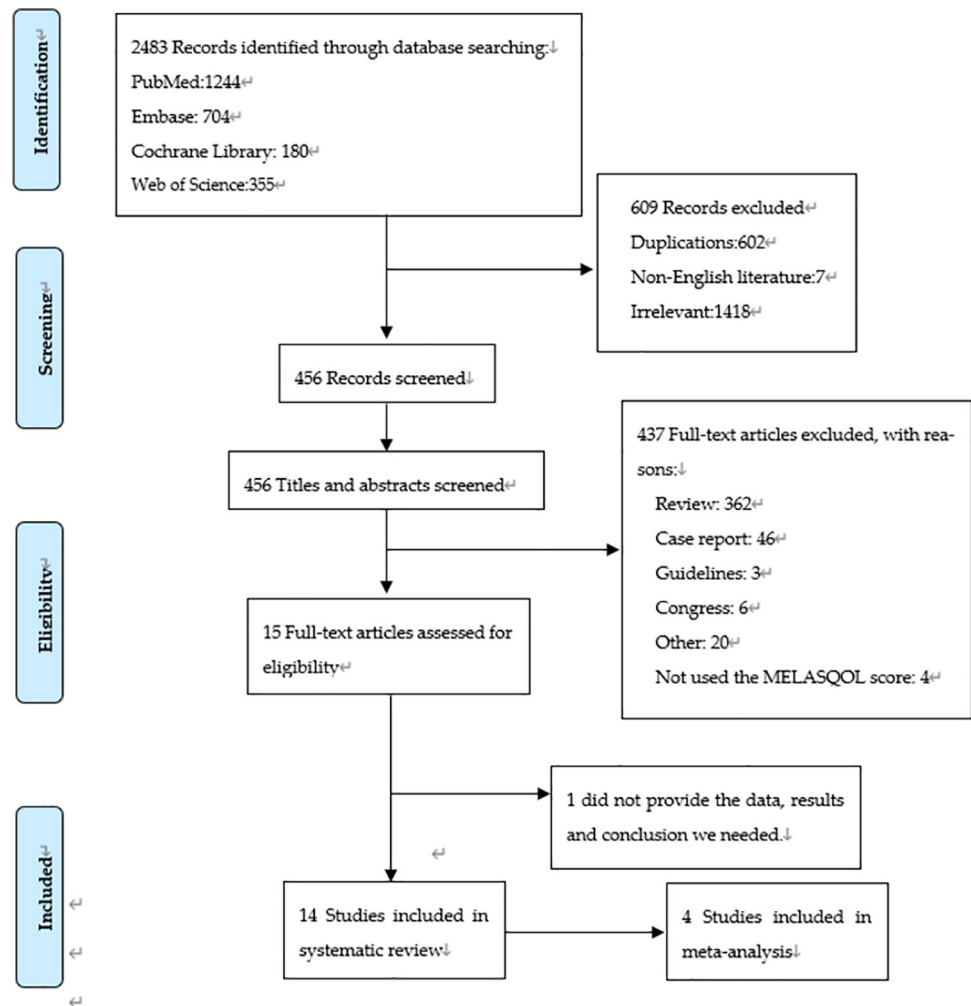 Identification
2483 Records identified through database searching:↓
PubMed:1244↵
Embase: 704↵
Cochrane Library: 180↵
Web of Science:355↵
609 Records excluded↵
Duplications:602↵
Non-English literature:7↵
Irrelevant:1418↵
Screening
456 Records screened↓
456 Titles and abstracts screened↵
437 Full-text articles excluded, with rea-
sons:↓
Review: 362↵
Case report: 46↵
Guidelines: 3↵
Congress: 6↵
Other: 20↵
Not used the MELASQOL score: 4↵
Eligibility
15 Full-text articles assessed for
eligibility↵
1 did not provide the data, results
and conclusion we needed.↓
Included
14 Studies included in
systematic review↓
4 Studies included in
meta-analysis↓